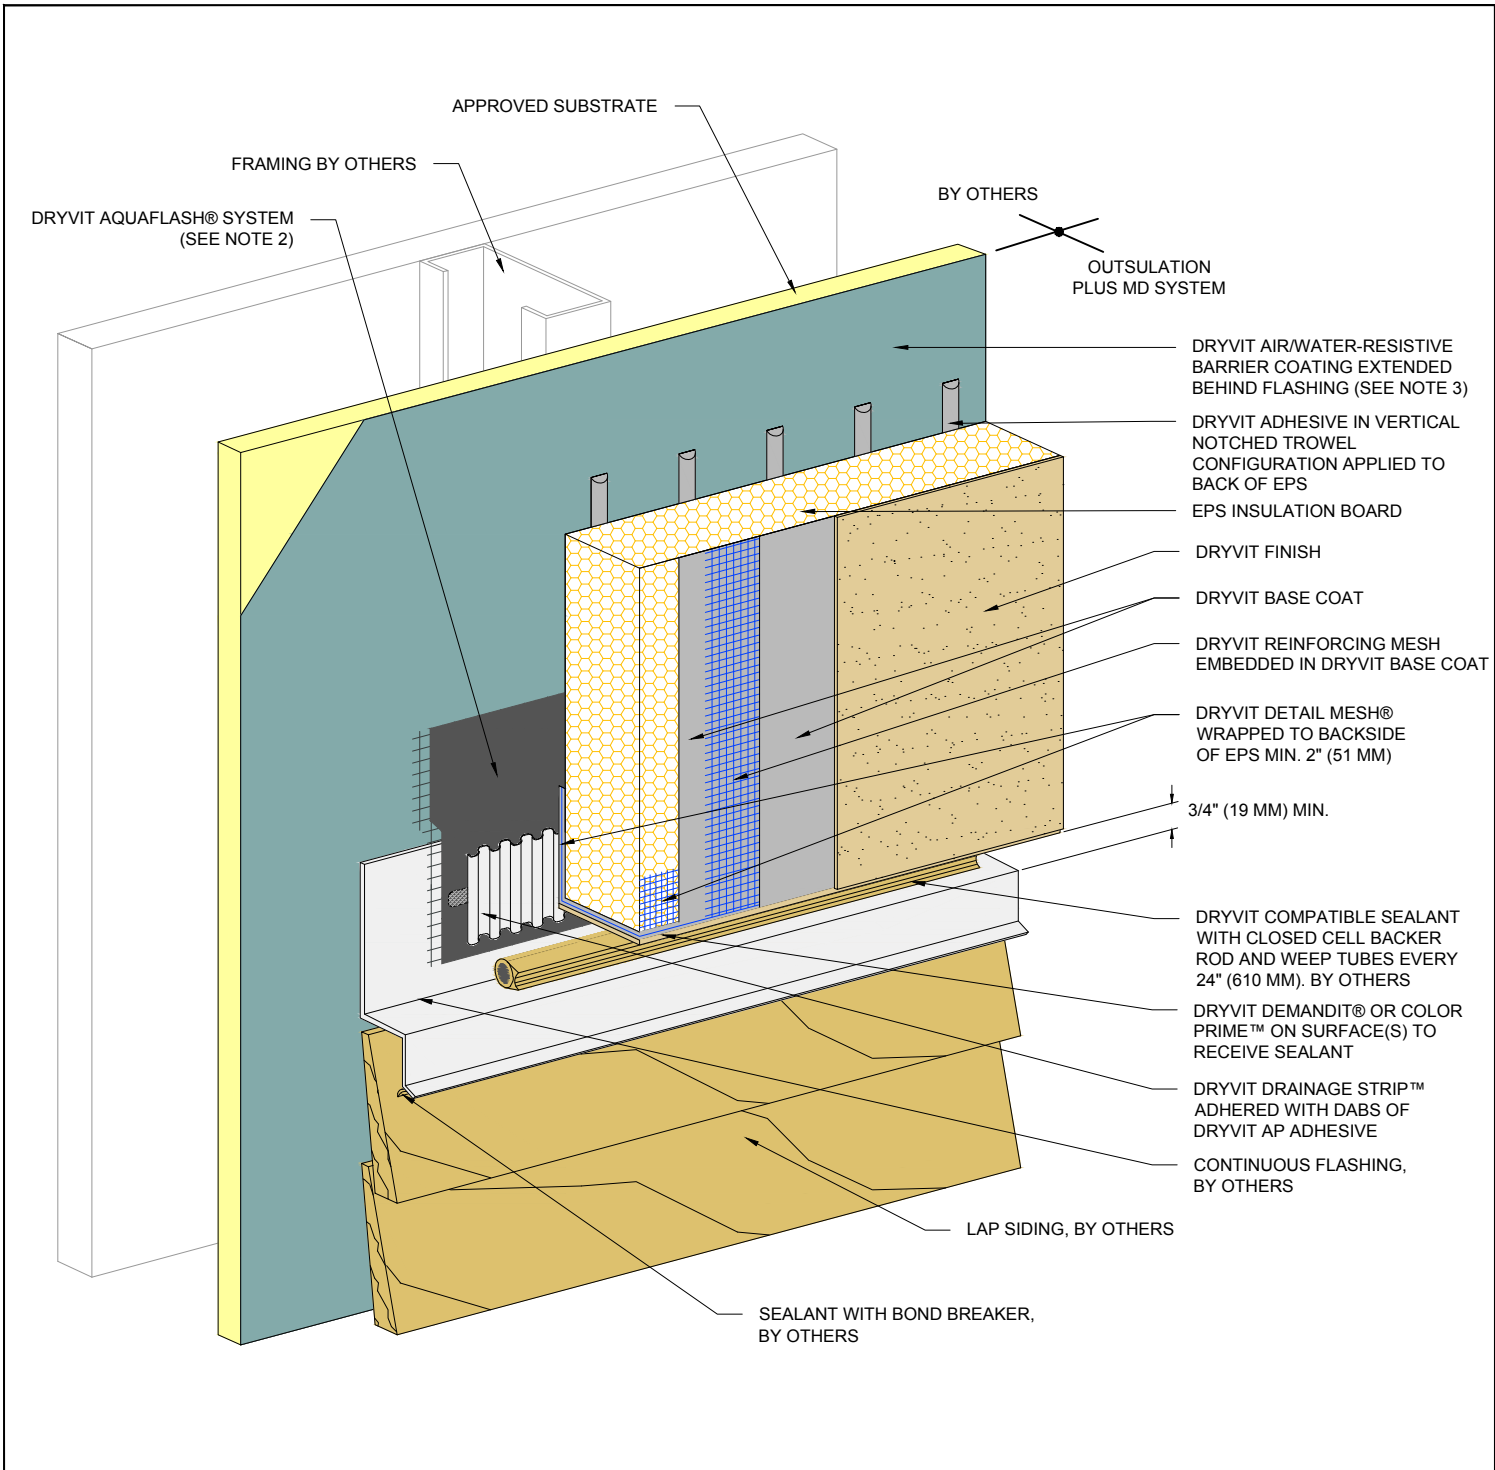 APPROVED SUBSTRATE
FRAMING BY OTHERS
DRYVIT AQUAFLASH® SYSTEM
(SEE NOTE 2)
BY OTHERS
OUTSULATION
PLUS MD SYSTEM
DRYVIT AIR/WATER-RESISTIVE
BARRIER COATING EXTENDED
BEHIND FLASHING (SEE NOTE 3)
DRYVIT ADHESIVE IN VERTICAL
NOTCHED TROWEL
CONFIGURATION APPLIED TO
BACK OF EPS
EPS INSULATION BOARD
DRYVIT FINISH
DRYVIT BASE COAT
DRYVIT REINFORCING MESH
EMBEDDED IN DRYVIT BASE COAT
DRYVIT DETAIL MESH®
WRAPPED TO BACKSIDE
OF EPS MIN. 2" (51 MM)
3/4" (19 MM) MIN.
DRYVIT COMPATIBLE SEALANT
WITH CLOSED CELL BACKER
ROD AND WEEP TUBES EVERY
24" (610 MM). BY OTHERS
DRYVIT DEMANDIT® OR COLOR
PRIME™ ON SURFACE(S) TO
RECEIVE SEALANT
DRYVIT DRAINAGE STRIP™
ADHERED WITH DABS OF
DRYVIT AP ADHESIVE
CONTINUOUS FLASHING,
BY OTHERS
LAP SIDING, BY OTHERS
SEALANT WITH BOND BREAKER,
BY OTHERS